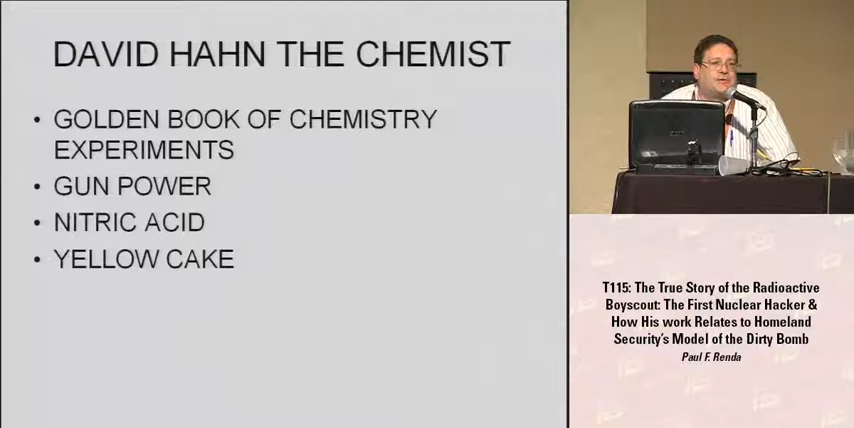 DAVID HAHN THE CHEMIST
• GOLDEN BOOK OF CHEMISTRY
EXPERIMENTS
• GUN POWER
• NITRIC ACID
• YELLOW CAKE
T115: The True Story of the Radioactive
Boyscout: The First Nuclear Hacker &
How His work Relates to Homeland
Security's Model of the Dirty Bomb
Paul F. Renda